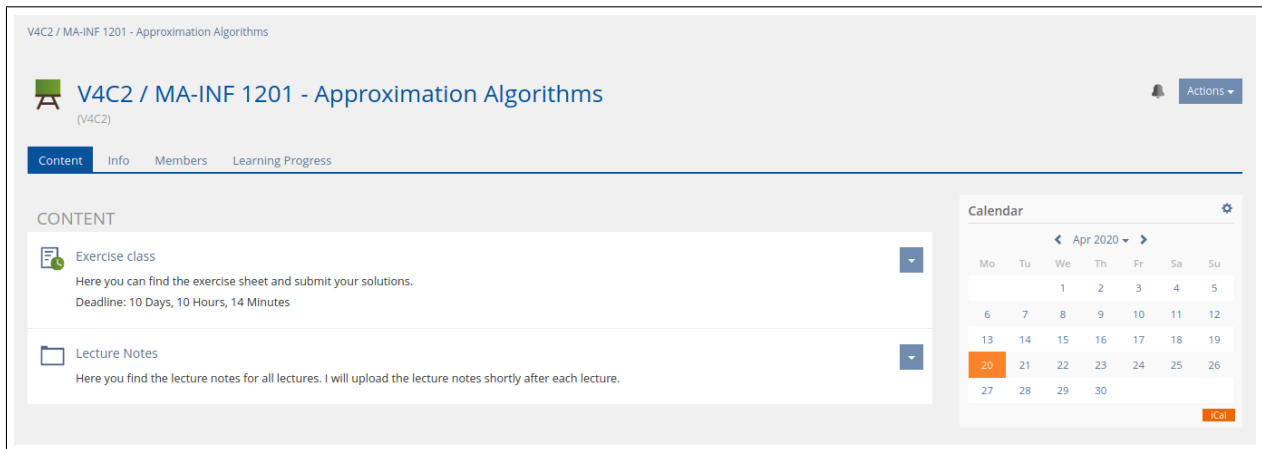 V4C2 / MA-INF 1201 - Approximation Algorithms
V4C2 / MA-INF 1201 - Approximation Algorithms
Actions
(V4C2)
Content Info Members Learning Progress
CONTENT
Exercise class
Here you can find the exercise sheet and submit your solutions.
Deadline: 10 Days, 10 Hours, 14 Minutes
Lecture Notes
Here you find the lecture notes for all lectures. I will upload the lecture notes shortly after each lecture.
Calendar
Apr 2020
Mo Tu We Th Fr Sa Su
1 2 3 4 5
6 7 8 9 10 11 12
13 14 15 16 17 18 19
20 21 22 23 24 25 26
27 28 29 30
iCal